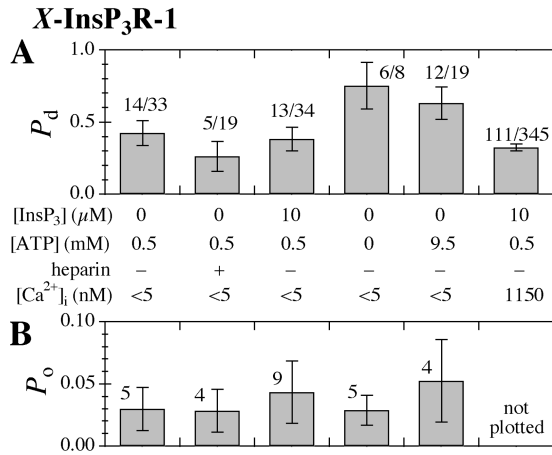 X-InsP₃R-1
A
1.0
0.5
0.0
P_d
14/33
5/19
13/34
6/8
12/19
111/345
[InsP₃] (μM) 0 0 10 0 0 10
[ATP] (mM) 0.5 0.5 0.5 0 9.5 0.5
heparin – + – – – –
[Ca²⁺]ᵢ (nM) <5 <5 <5 <5 <5 1150
B
0.10
0.05
0.00
P_o
5
4
9
5
4
not
plotted